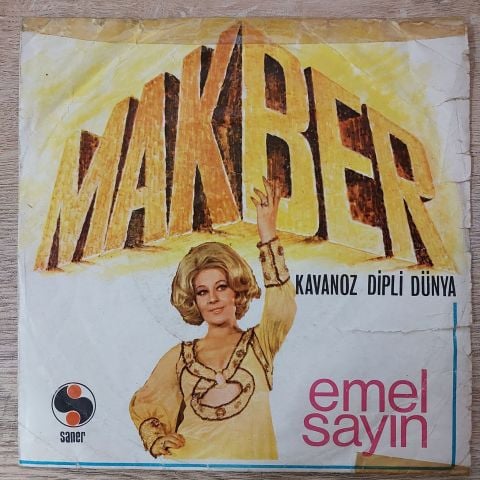 MAKBER
KAVANOZ DİPLİ DÜNYA
emel
sayın
saner